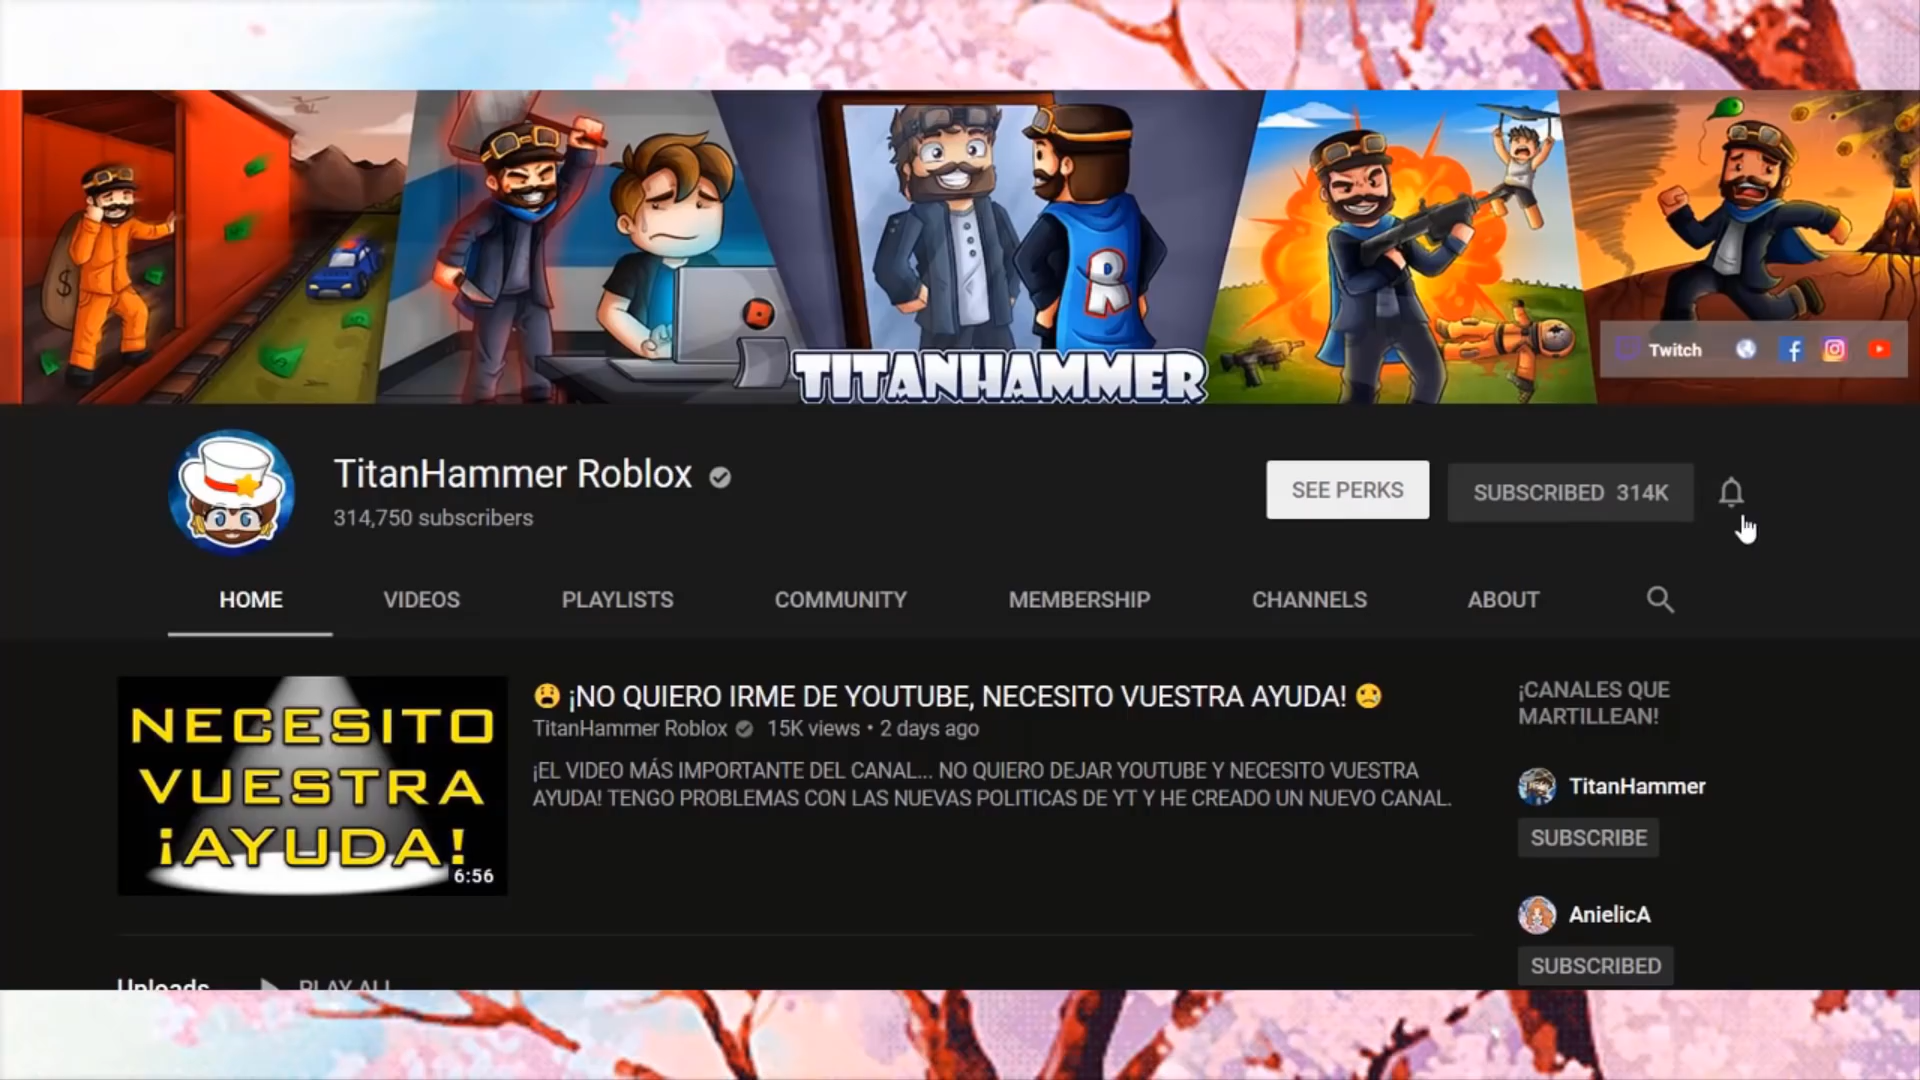 TITANHAMMER
Twitch
TitanHammer Roblox
314,750 subscribers
SEE PERKS
SUBSCRIBED 314K
HOME
VIDEOS
PLAYLISTS
COMMUNITY
MEMBERSHIP
CHANNELS
ABOUT
NECESITO
VUESTRA
¡AYUDA!
6:56
😩 ¡NO QUIERO IRME DE YOUTUBE, NECESITO VUESTRA AYUDA! 😢
TitanHammer Roblox 15K views • 2 days ago
¡EL VIDEO MÁS IMPORTANTE DEL CANAL... NO QUIERO DEJAR YOUTUBE Y NECESITO VUESTRA
AYUDA! TENGO PROBLEMAS CON LAS NUEVAS POLITICAS DE YT Y HE CREADO UN NUEVO CANAL.
¡CANALES QUE
MARTILLEAN!
TitanHammer
SUBSCRIBE
AnielicA
SUBSCRIBED
Uploads
PLAY ALL